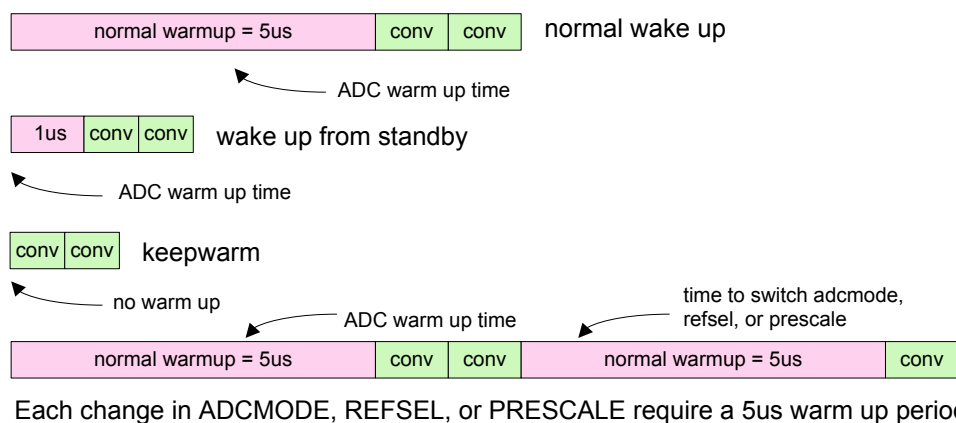 normal warmup = 5us conv conv normal wake up
ADC warm up time
1us conv conv wake up from standby
ADC warm up time
conv conv keepwarm
no warm up
ADC warm up time
time to switch adcmode,
refsel, or prescale
normal warmup = 5us conv conv normal warmup = 5us conv
Each change in ADCMODE, REFSEL, or PRESCALE require a 5us warm up perio